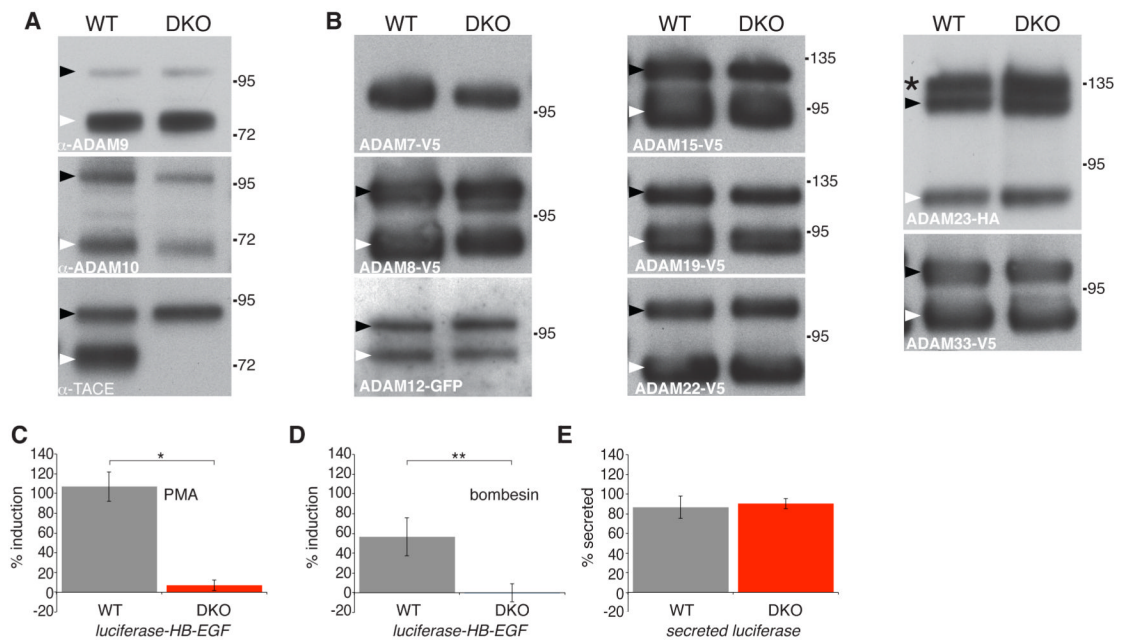 A
WT DKO
-95
-72
α-ADAM9
-95
-72
α-ADAM10
-95
-72
α-TACE
B
WT DKO
-95
ADAM7-V5
-95
ADAM8-V5
-95
ADAM12-GFP
WT DKO
-135
-95
ADAM15-V5
-135
-95
ADAM19-V5
-95
ADAM22-V5
WT DKO
*
-135
-95
ADAM23-HA
-95
ADAM33-V5
C
% induction
140
120
100
80
60
40
20
0
-20
*
PMA
WT DKO
luciferase-HB-EGF
D
% induction
140
120
100
80
60
40
20
0
-20
**
bombesin
WT DKO
luciferase-HB-EGF
E
% secreted
140
120
100
80
60
40
20
0
-20
WT DKO
secreted luciferase